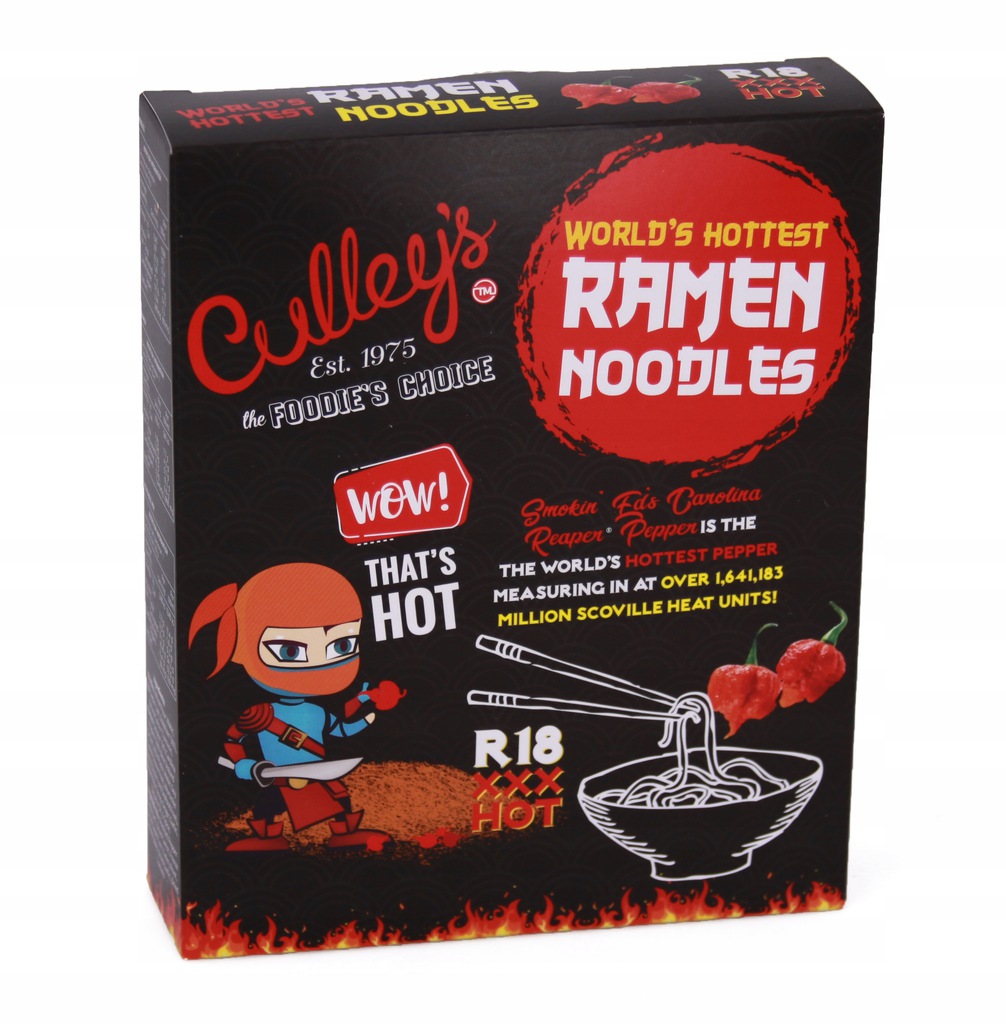 WORLD'S
HOTTEST
RAMEN
NOODLES
R18
XXX
HOT
Culley's
TM
Est. 1975
the FOODIE'S CHOICE
WORLD'S HOTTEST
RAMEN
NOODLES
WOW!
THAT'S
HOT
Smokin' Ed's Carolina
Reaper® Pepper IS THE
THE WORLD'S HOTTEST PEPPER
MEASURING IN AT OVER 1,641,183
MILLION SCOVILLE HEAT UNITS!
R18
XXX
HOT